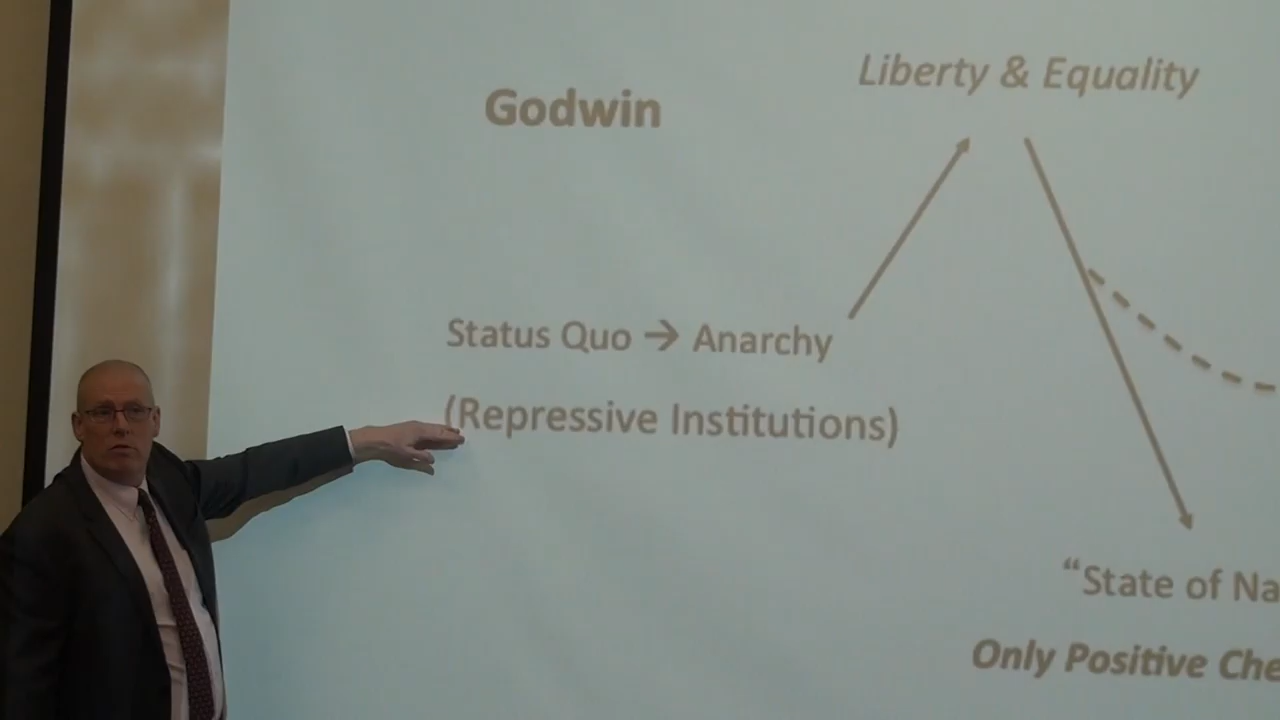 Godwin
Liberty & Equality
Status Quo → Anarchy
(Repressive Institutions)
“State of Na
Only Positive Che